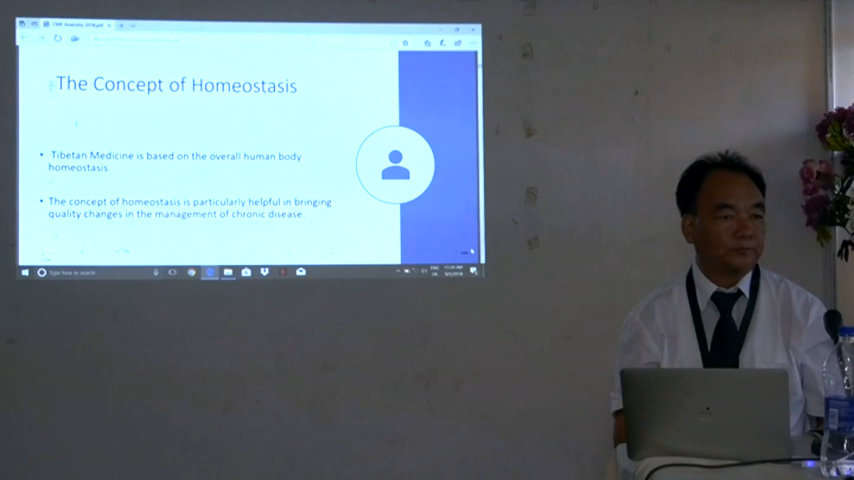 The Concept of Homeostasis
• Tibetan Medicine is based on the overall human body
homeostasis
• The concept of homeostasis is particularly helpful in bringing
quality changes in the management of chronic disease.
Type here to search
ENG